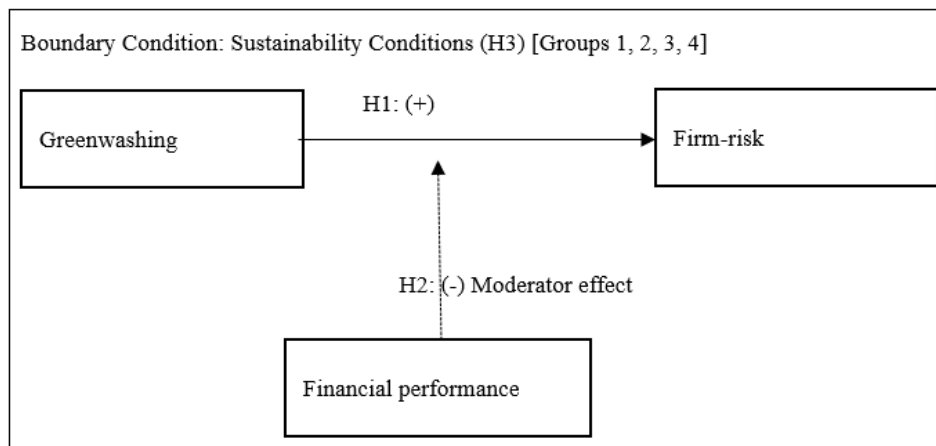 Boundary Condition: Sustainability Conditions (H3) [Groups 1, 2, 3, 4]
H1: (+)
Greenwashing
Firm-risk
H2: (-) Moderator effect
Financial performance